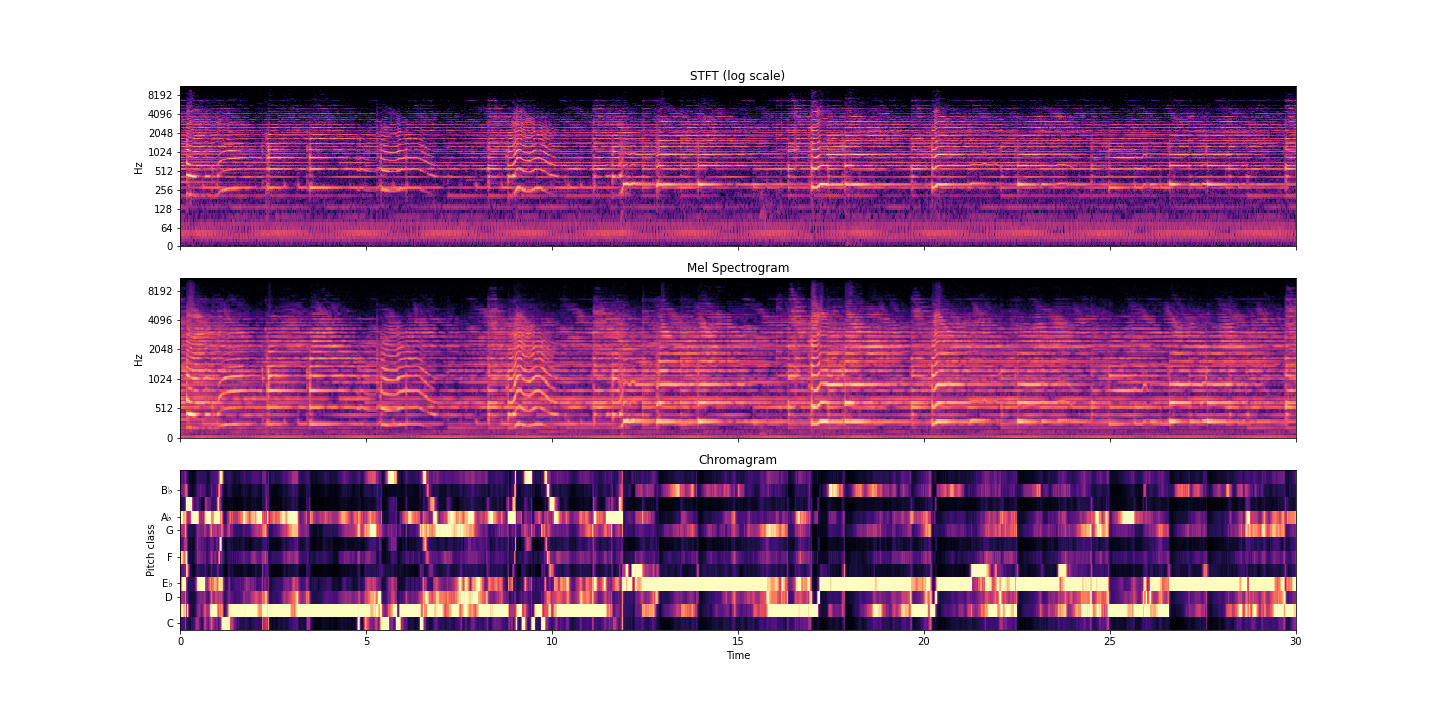 STFT (log scale)
8192
4096
2048
1024
512
256
128
64
0
Hz
Mel Spectrogram
8192
4096
2048
1024
512
0
Hz
Chromagram
B♭
A♭
G
F
E♭
D
C
Pitch class
0 5 10 15 20 25 30
Time